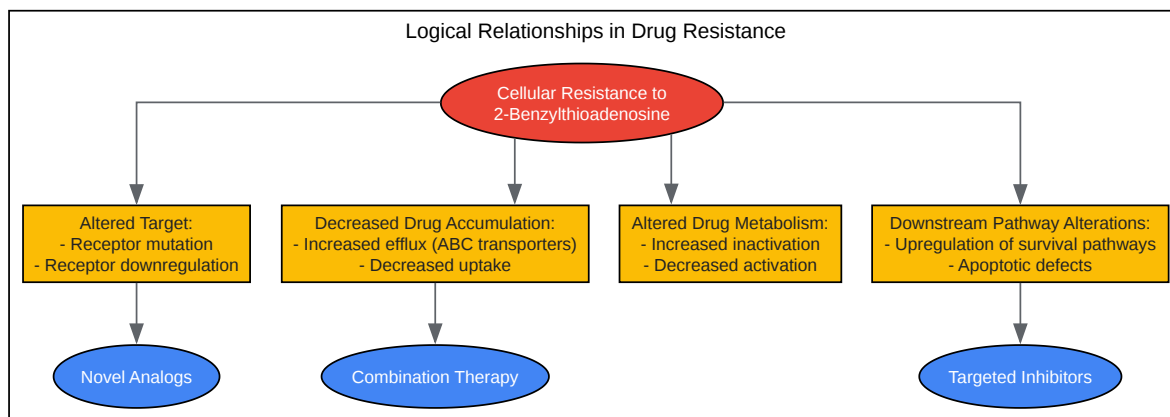 Logical Relationships in Drug Resistance
Cellular Resistance to
2-Benzylthioadenosine
Altered Target:
- Receptor mutation
- Receptor downregulation
Decreased Drug Accumulation:
- Increased efflux (ABC transporters)
- Decreased uptake
Altered Drug Metabolism:
- Increased inactivation
- Decreased activation
Downstream Pathway Alterations:
- Upregulation of survival pathways
- Apoptotic defects
Novel Analogs
Combination Therapy
Targeted Inhibitors